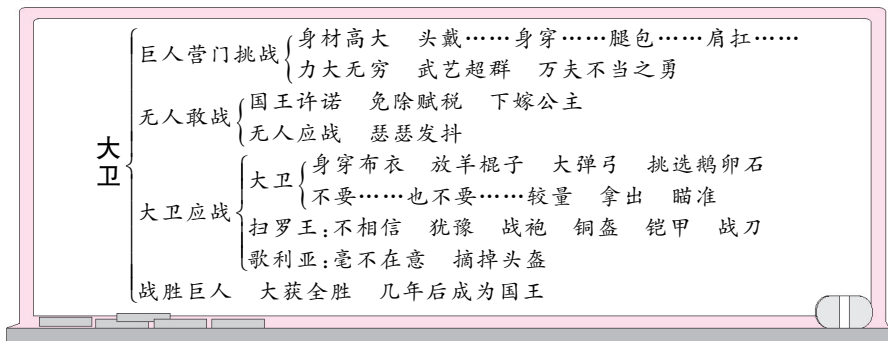 大卫
巨人营门挑战
身材高大 头戴……身穿……腿包……肩扛……
力大无穷 武艺超群 万夫不当之勇
无人敢战
国王许诺 免除赋税 下嫁公主
无人应战 瑟瑟发抖
大卫应战
大卫
身穿布衣 放羊棍子 大弹弓 挑选鹅卵石
不要……也不要……较量 拿出 瞄准
扫罗王:不相信 犹豫 战袍 铜盔 铠甲 战刀
歌利亚:毫不在意 摘掉头盔
战胜巨人 大获全胜 几年后成为国王